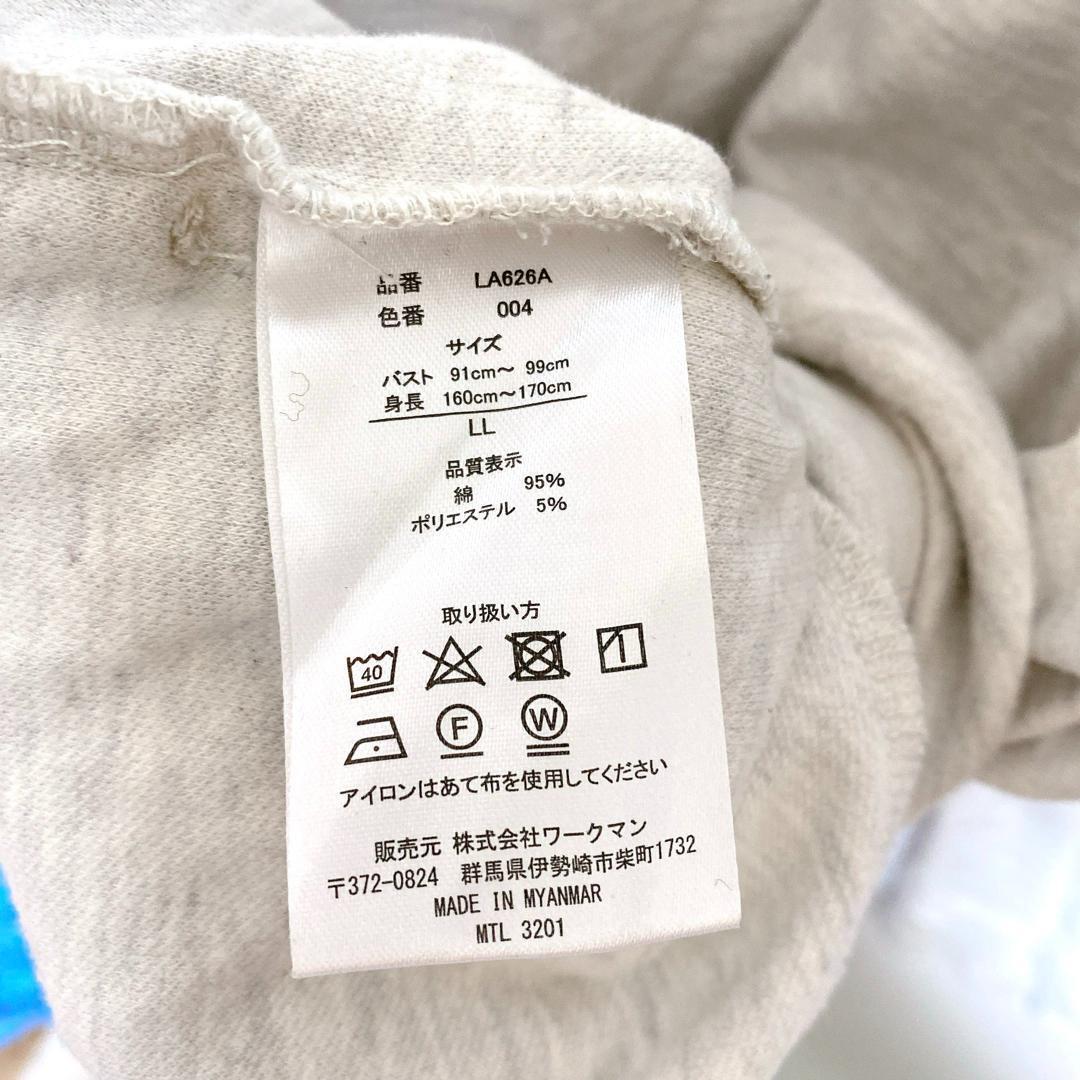 品番 LA626A
色番 004
サイズ
バスト 91cm～ 99cm
身長 160cm～170cm
LL
品質表示
綿 95%
ポリエステル 5%
取り扱い方
40
F W
アイロンはあて布を使用してください
販売元 株式会社ワークマン
〒372-0824 群馬県伊勢崎市柴町1732
MADE IN MYANMAR
MTL 3201